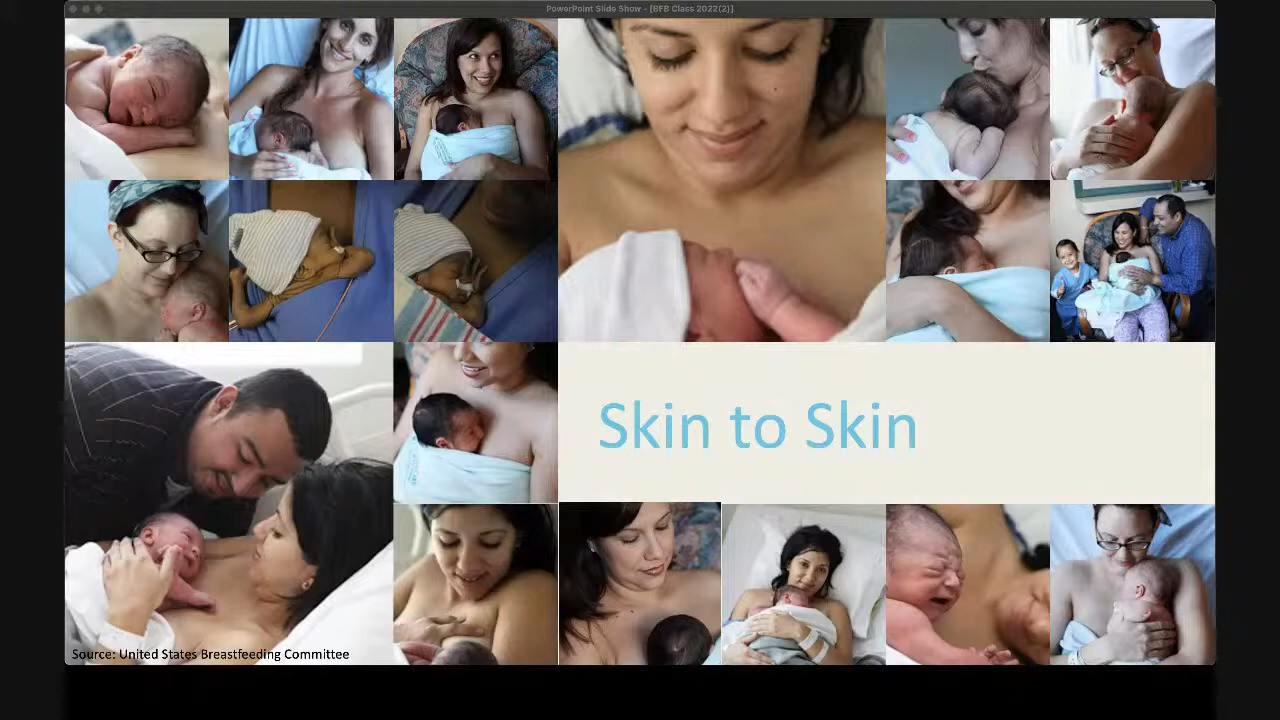 PowerPoint Slide Show - [BFB Class 2022(2)]
Skin to Skin
Source: United States Breastfeeding Committee